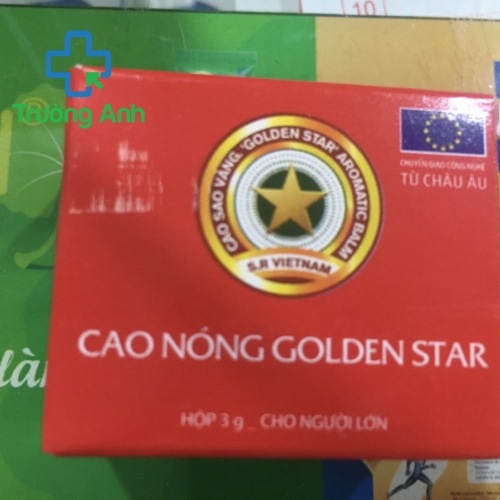 10
Trường Anh
CAO SAO VÀNG. 'GOLDEN STAR' AROMATIC BALM
S.R VIETNAM
CHUYỂN GIAO CÔNG NGHỆ
TỪ CHÂU ÂU
CAO NÓNG GOLDEN STAR
HỘP 3 g _ CHO NGƯỜI LỚN